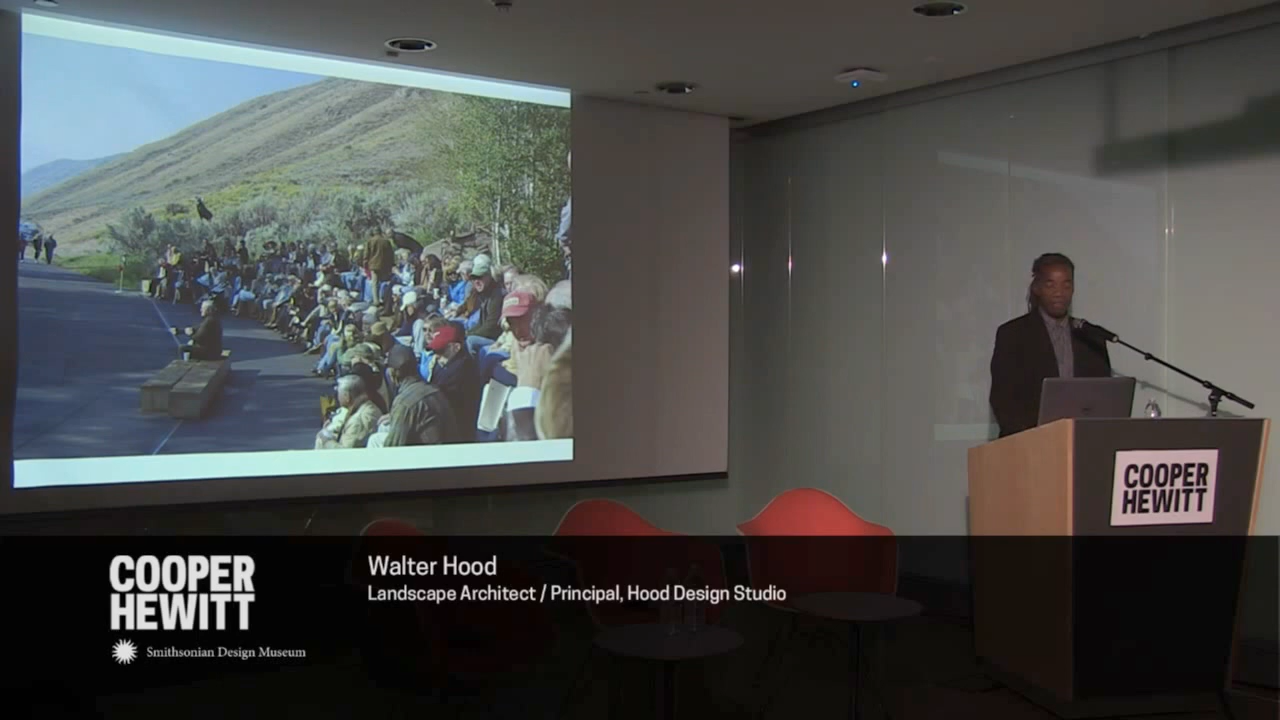 COOPER
HEWITT
COOPER
HEWITT
Smithsonian Design Museum
Walter Hood
Landscape Architect / Principal, Hood Design Studio